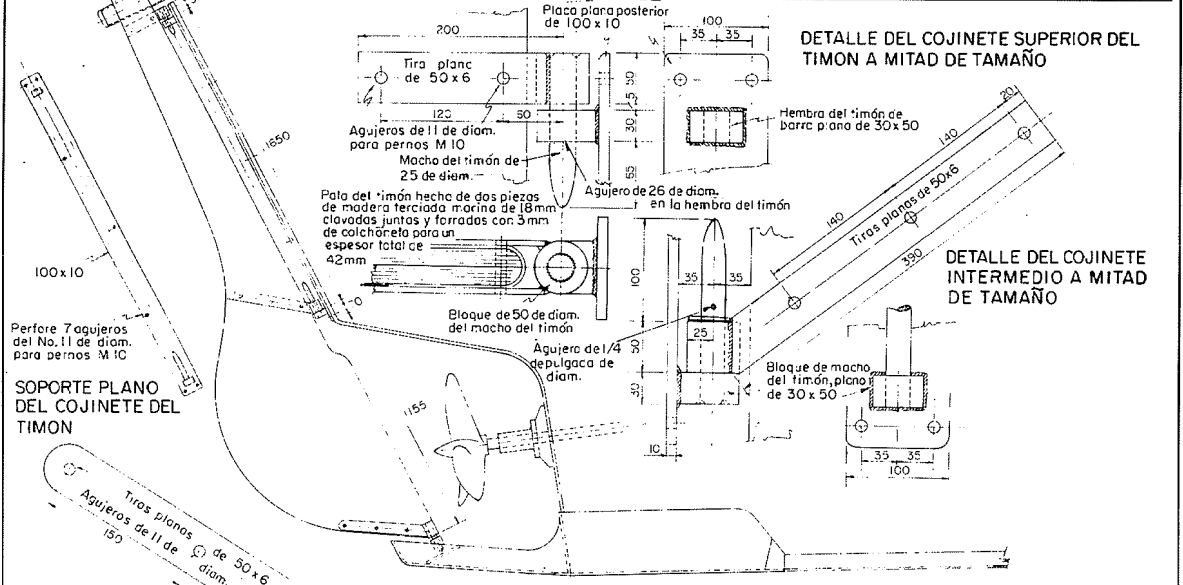 Placa plana posterior
de 100 x 10
200
100
35
35
DETALLE DEL COJINETE SUPERIOR DEL
TIMON A MITAD DE TAMAÑO
Tira plana
de 50 x 6
50
30
120
Agujeros de 11 de diam.
para pernos M 10
Macho del timón de
25 de diam.
Hembra del timón de
barra plana de 30 x 50
Agujero de 26 de diam.
en la hembra del timón
20
140
140
390
Tiras planas de 50x6
1650
Pala del timón hecha de dos piezas
de madera terciada marina de 18mm
clavadas juntas y forradas con 3mm
de colchoneta para un
espesor total de
42mm
DETALLE DEL COJINETE
INTERMEDIO A MITAD
DE TAMAÑO
100 x 10
100
35
35
Bloque de 50 de diam.
del macho del timón
Perfore 7 agujeros
del No. 11 de diam.
para pernos M 10
25
50
30
Agujero de 1/4
depulgaca de
diam.
Bloque de macho
del timón, plano
de 30 x 50
SOPORTE PLANO
DEL COJINETE DEL
TIMON
1155
10
35
35
100
Tiras planas de 50 x 6
Agujeros de 11 de diam.
150